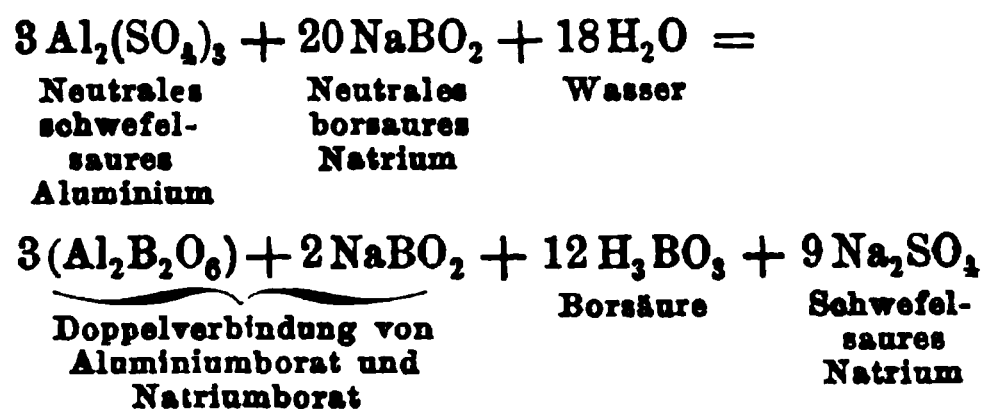 3 Al₂(SO₄)₃ + 20 NaBO₂ + 18 H₂O =
Neutrales Neutrales Wasser
schwefel- borsaures
saures Natrium
Aluminium
3 (Al₂B₂O₆) + 2 NaBO₂ + 12 H₃BO₃ + 9 Na₂SO₄
Doppelverbindung von Borsäure Schwefel-
Aluminiumborat und saures
Natriumborat Natrium